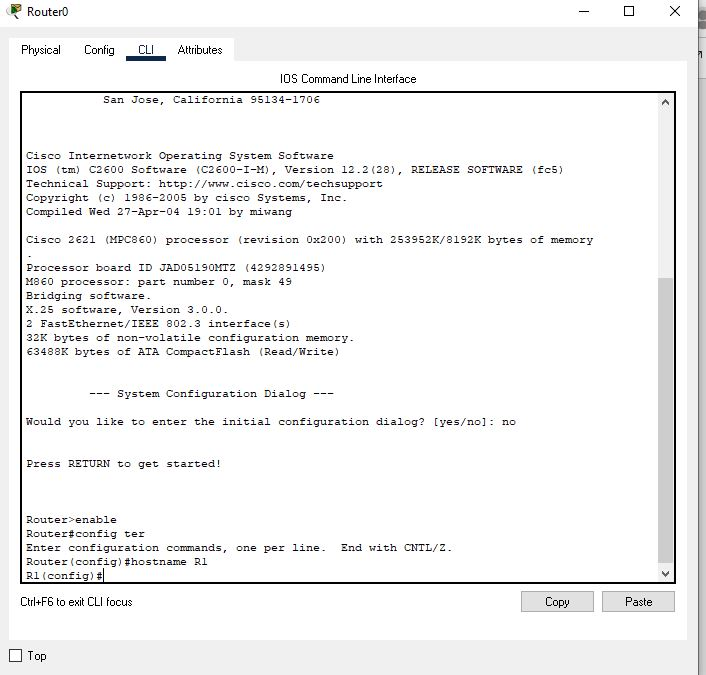 Router0
Physical Config CLI Attributes
IOS Command Line Interface
San Jose, California 95134-1706
Cisco Internetwork Operating System Software
IOS (tm) C2600 Software (C2600-I-M), Version 12.2(28), RELEASE SOFTWARE (fc5)
Technical Support: http://www.cisco.com/techsupport
Copyright (c) 1986-2005 by cisco Systems, Inc.
Compiled Wed 27-Apr-04 19:01 by miwang
Cisco 2621 (MPC860) processor (revision 0x200) with 253952K/8192K bytes of memory
.
Processor board ID JAD05190MTZ (4292891495)
M860 processor: part number 0, mask 49
Bridging software.
X.25 software, Version 3.0.0.
2 FastEthernet/IEEE 802.3 interface(s)
32K bytes of non-volatile configuration memory.
63488K bytes of ATA CompactFlash (Read/Write)
--- System Configuration Dialog ---
Would you like to enter the initial configuration dialog? [yes/no]: no
Press RETURN to get started!
Router>enable
Router#config ter
Enter configuration commands, one per line.  End with CNTL/Z.
Router(config)#hostname R1
R1(config)#
Ctrl+F6 to exit CLI focus
Copy Paste
Top